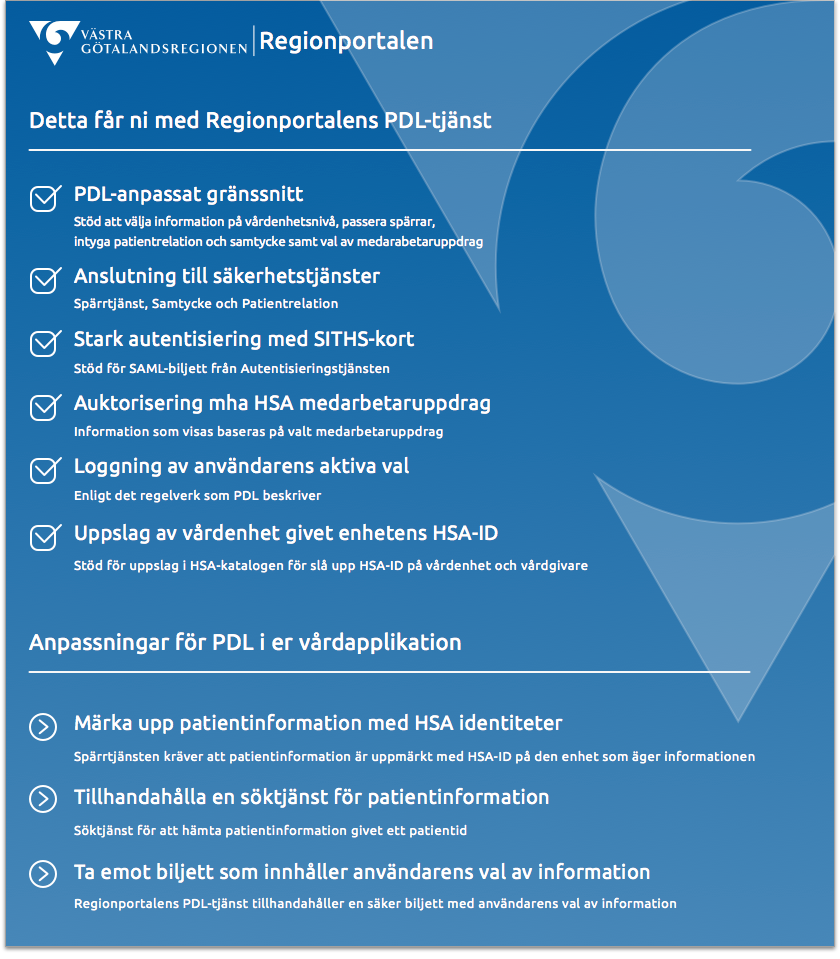 VÄSTRA
GÖTALANDSREGIONEN
Regionportalen
Detta får ni med Regionportalens PDL-tjänst
PDL-anpassat gränssnitt
Stöd att välja information på vårdenhetsnivå, passera spärrar,
intyga patientrelation och samtycke samt val av medarabetaruppdrag
Anslutning till säkerhetstjänster
Spärrtjänst, Samtycke och Patientrelation
Stark autentisiering med SITHS-kort
Stöd för SAML-biljett från Autentisieringstjänsten
Auktorisering mha HSA medarbetaruppdrag
Information som visas baseras på valt medarbetaruppdrag
Loggning av användarens aktiva val
Enligt det regelverk som PDL beskriver
Uppslag av vårdenhet givet enhetens HSA-ID
Stöd för uppslag i HSA-katalogen för slå upp HSA-ID på vårdenhet och vårdgivare
Anpassningar för PDL i er vårdapplikation
Märka upp patientinformation med HSA identiteter
Spärrtjänsten kräver att patientinformation är uppmärkt med HSA-ID på den enhet som äger informationen
Tillhandahålla en söktjänst för patientinformation
Söktjänst för att hämta patientinformation givet ett patientid
Ta emot biljett som innhåller användarens val av information
Regionportalens PDL-tjänst tillhandahåller en säker biljett med användarens val av information